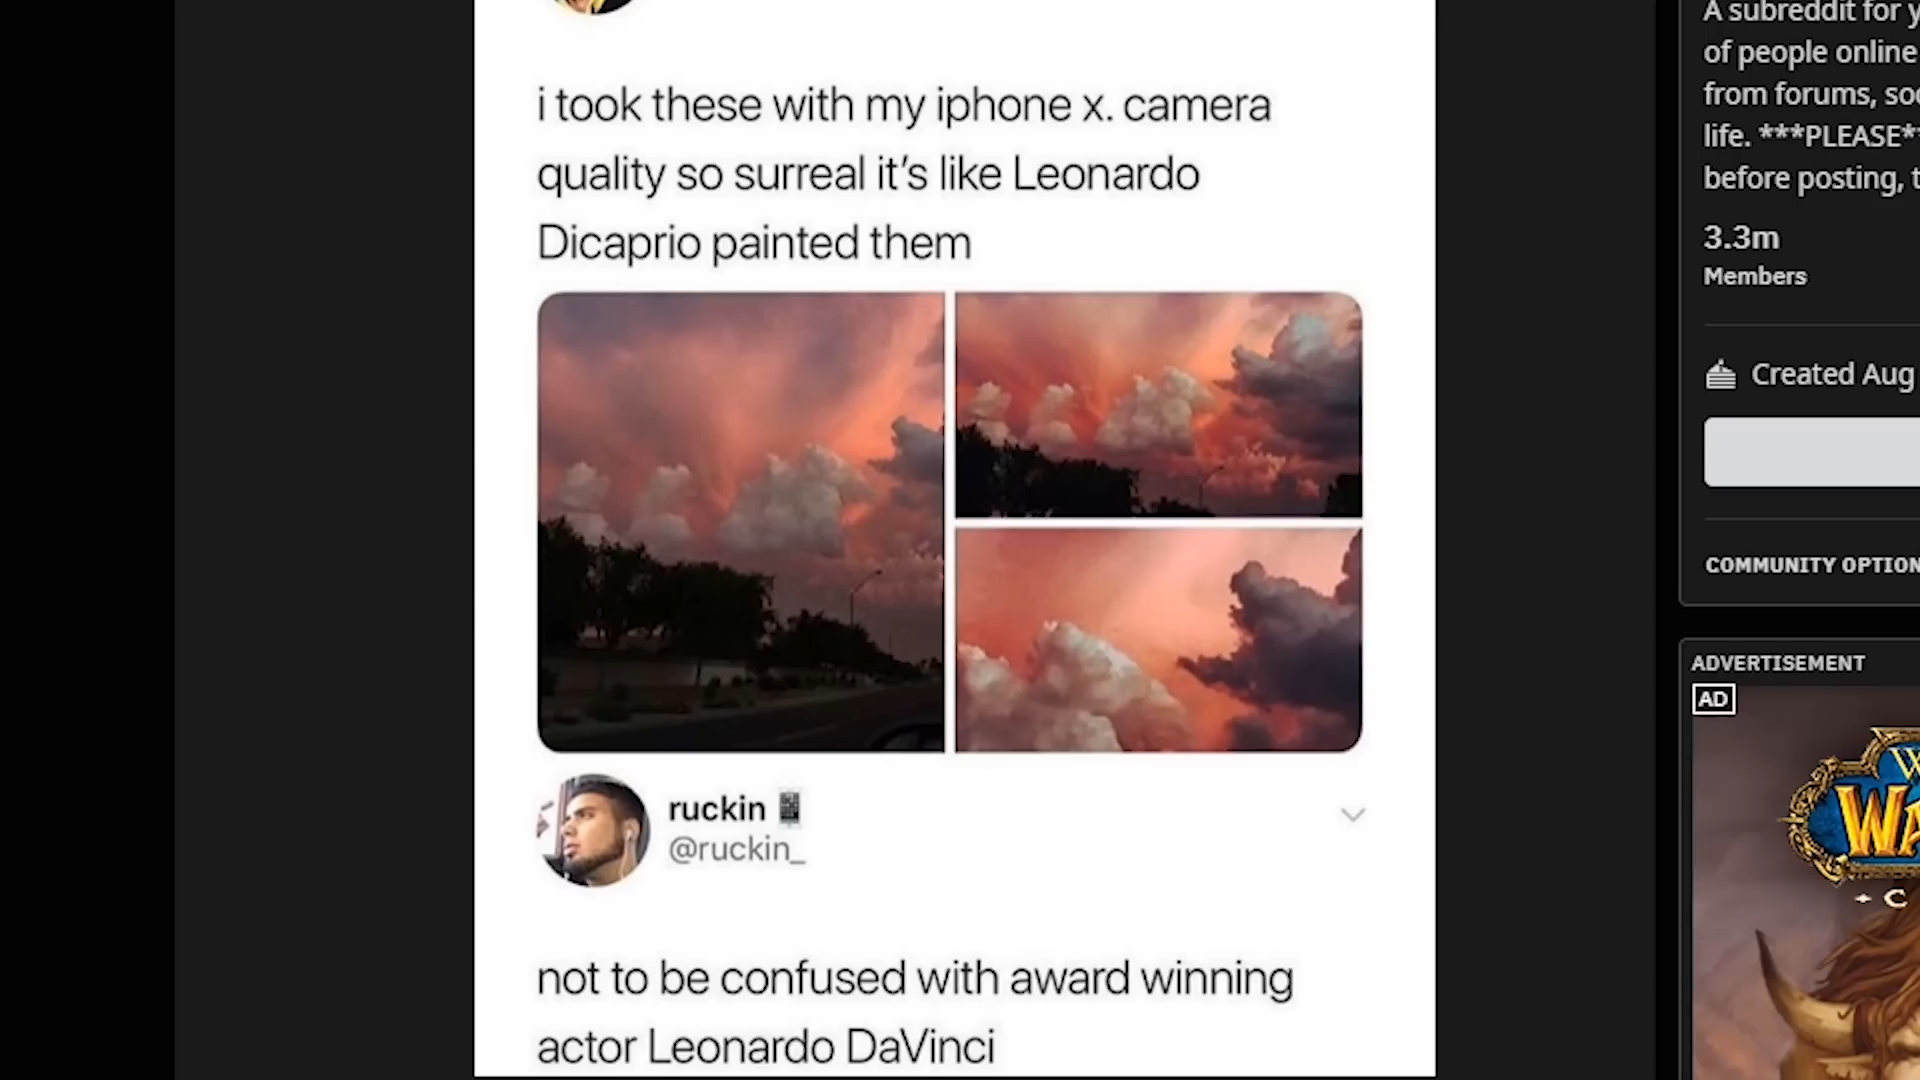 i took these with my iphone x. camera
quality so surreal it’s like Leonardo
Dicaprio painted them
ruckin
@ruckin_
not to be confused with award winning
actor Leonardo DaVinci
A subreddit for
of people online
from forums,
life. ***PLEASE**
before posting,
3.3m
Members
Created Aug
COMMUNITY
ADVERTISEMENT
AD